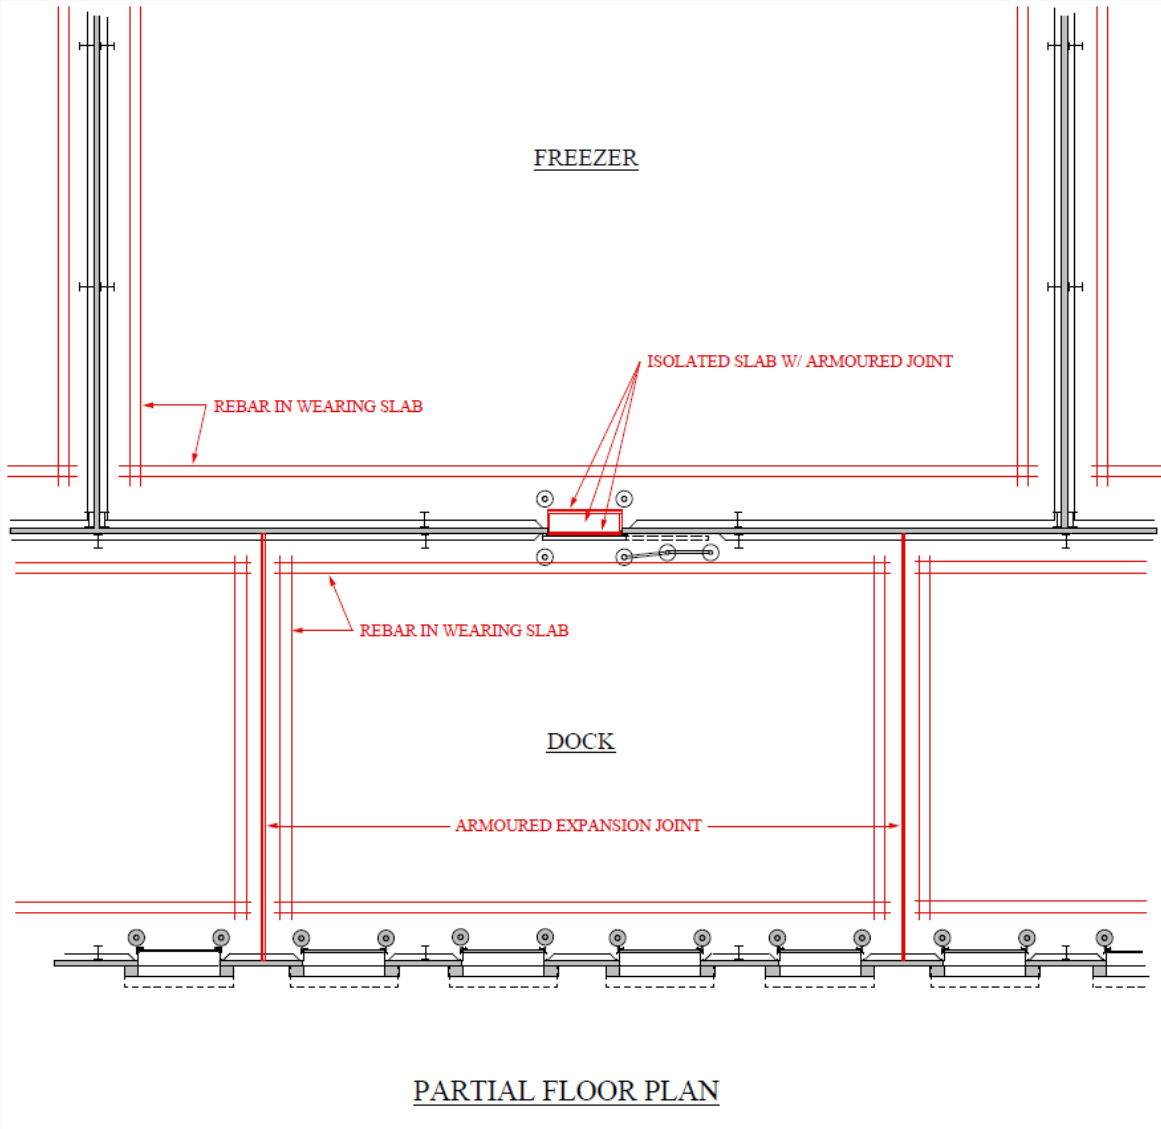 FREEZER
ISOLATED SLAB W/ ARMOURED JOINT
REBAR IN WEARING SLAB
REBAR IN WEARING SLAB
DOCK
ARMOURED EXPANSION JOINT
PARTIAL FLOOR PLAN